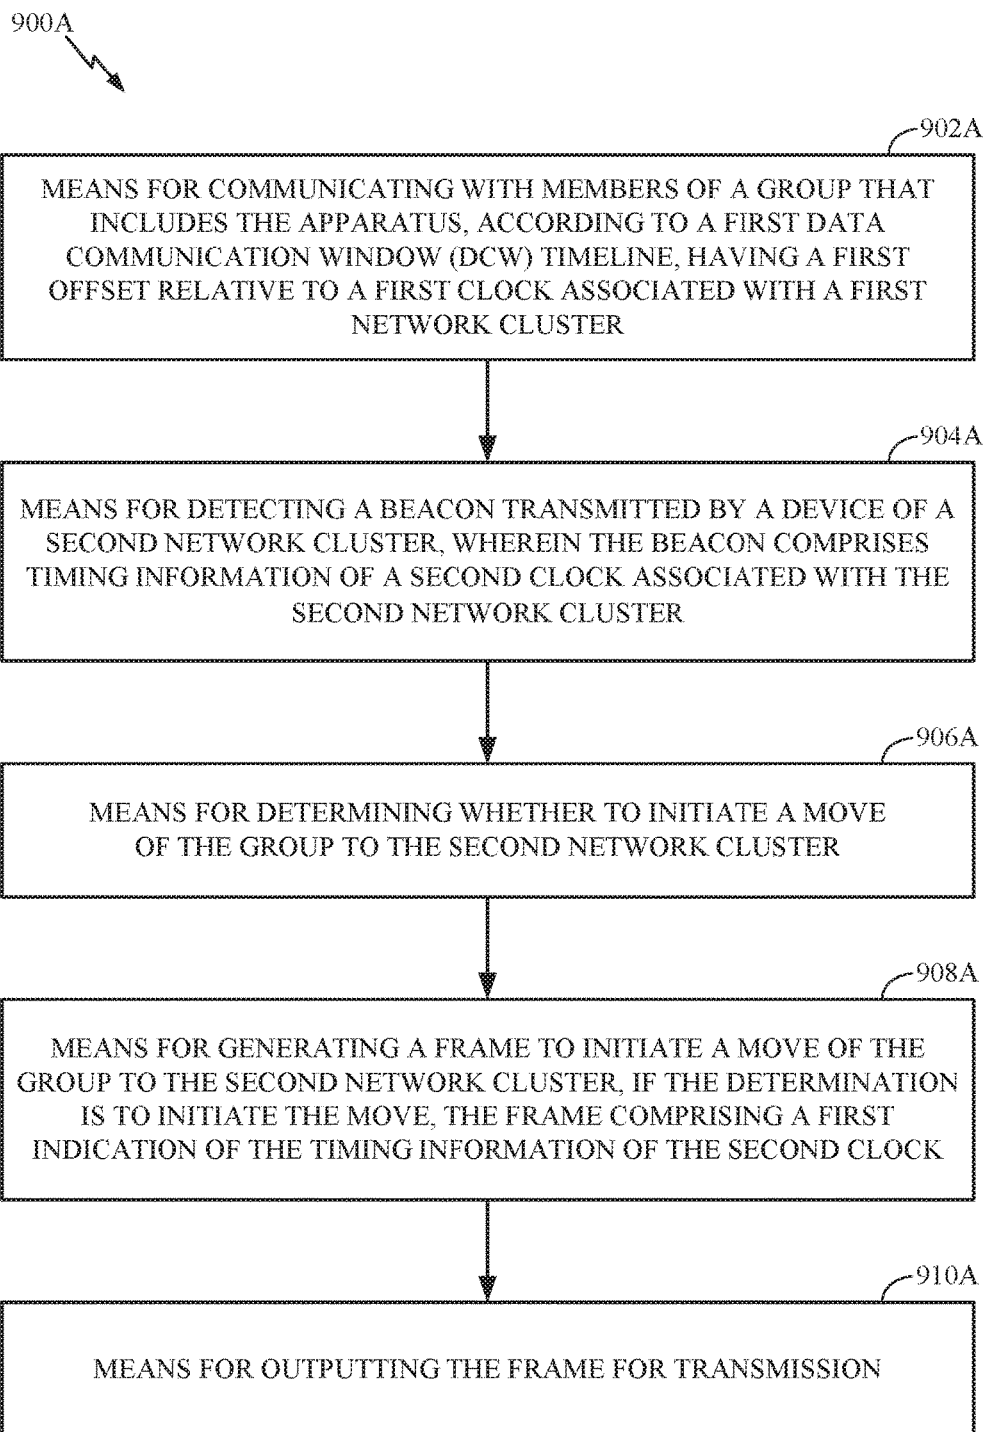 900A
902A
MEANS FOR COMMUNICATING WITH MEMBERS OF A GROUP THAT
INCLUDES THE APPARATUS, ACCORDING TO A FIRST DATA
COMMUNICATION WINDOW (DCW) TIMELINE, HAVING A FIRST
OFFSET RELATIVE TO A FIRST CLOCK ASSOCIATED WITH A FIRST
NETWORK CLUSTER
904A
MEANS FOR DETECTING A BEACON TRANSMITTED BY A DEVICE OF A
SECOND NETWORK CLUSTER, WHEREIN THE BEACON COMPRISES
TIMING INFORMATION OF A SECOND CLOCK ASSOCIATED WITH THE
SECOND NETWORK CLUSTER
906A
MEANS FOR DETERMINING WHETHER TO INITIATE A MOVE
OF THE GROUP TO THE SECOND NETWORK CLUSTER
908A
MEANS FOR GENERATING A FRAME TO INITIATE A MOVE OF THE
GROUP TO THE SECOND NETWORK CLUSTER, IF THE DETERMINATION
IS TO INITIATE THE MOVE, THE FRAME COMPRISING A FIRST
INDICATION OF THE TIMING INFORMATION OF THE SECOND CLOCK
910A
MEANS FOR OUTPUTTING THE FRAME FOR TRANSMISSION